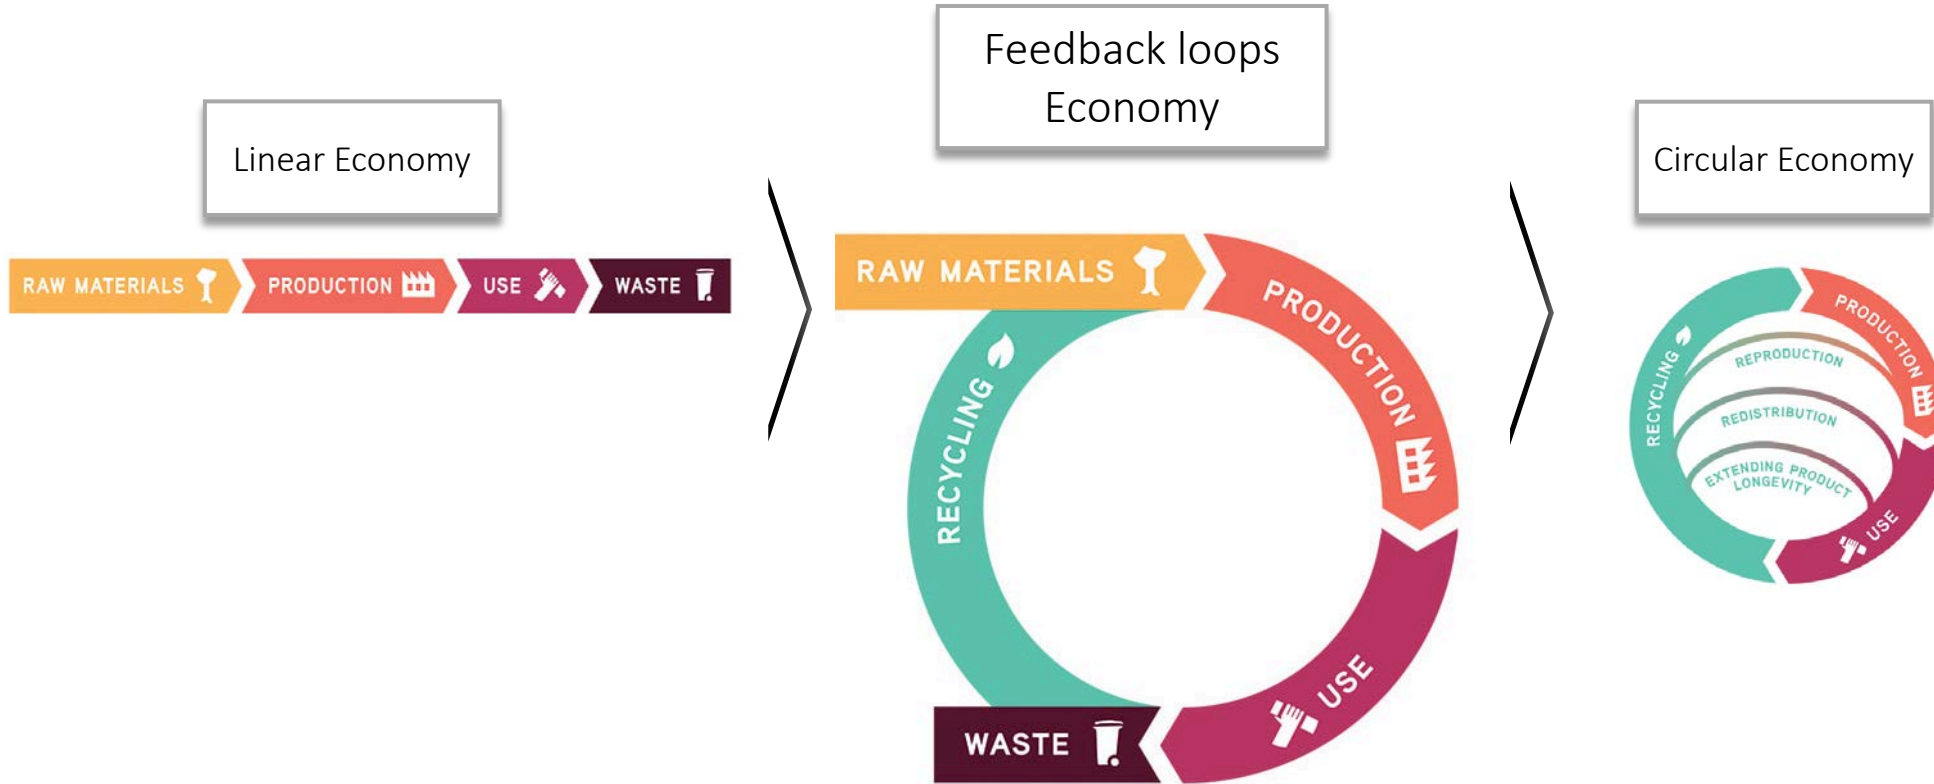 Linear Economy
RAW MATERIALS
PRODUCTION
USE
WASTE
Feedback loops
Economy
RAW MATERIALS
PRODUCTION
USE
WASTE
RECYCLING
Circular Economy
PRODUCTION
USE
RECYCLING
REPRODUCTION
REDISTRIBUTION
EXTENDING PRODUCT
LONGEVITY